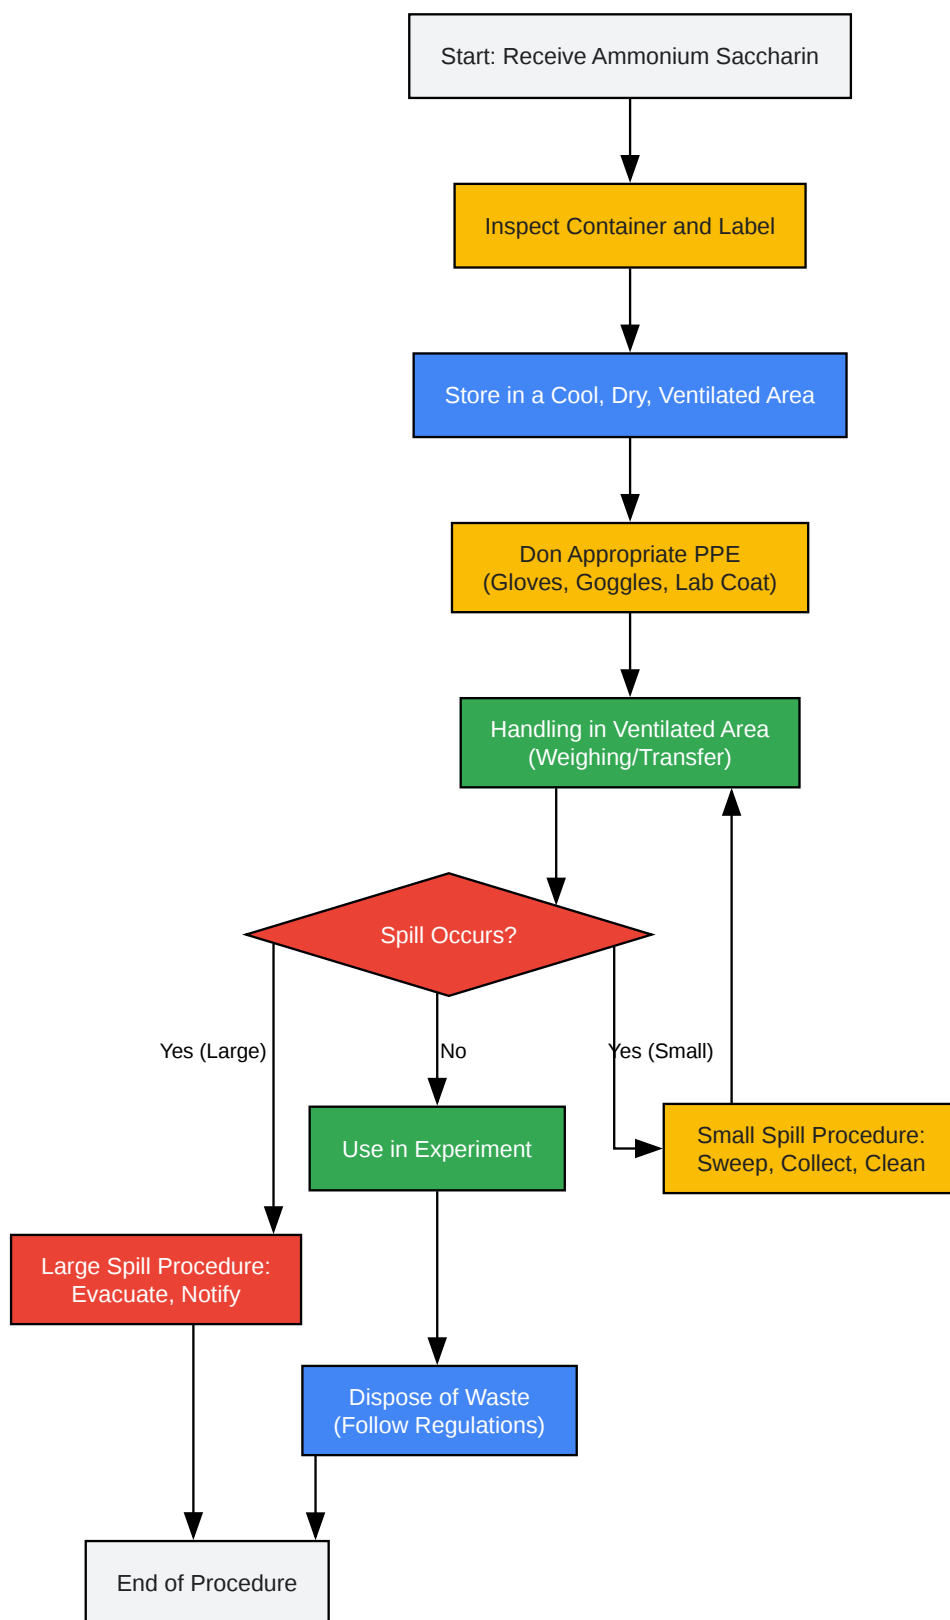 Start: Receive Ammonium Saccharin
Inspect Container and Label
Store in a Cool, Dry, Ventilated Area
Don Appropriate PPE
(Gloves, Goggles, Lab Coat)
Handling in Ventilated Area
(Weighing/Transfer)
Spill Occurs?
Yes (Large)
No
Yes (Small)
Use in Experiment
Small Spill Procedure:
Sweep, Collect, Clean
Large Spill Procedure:
Evacuate, Notify
Dispose of Waste
(Follow Regulations)
End of Procedure